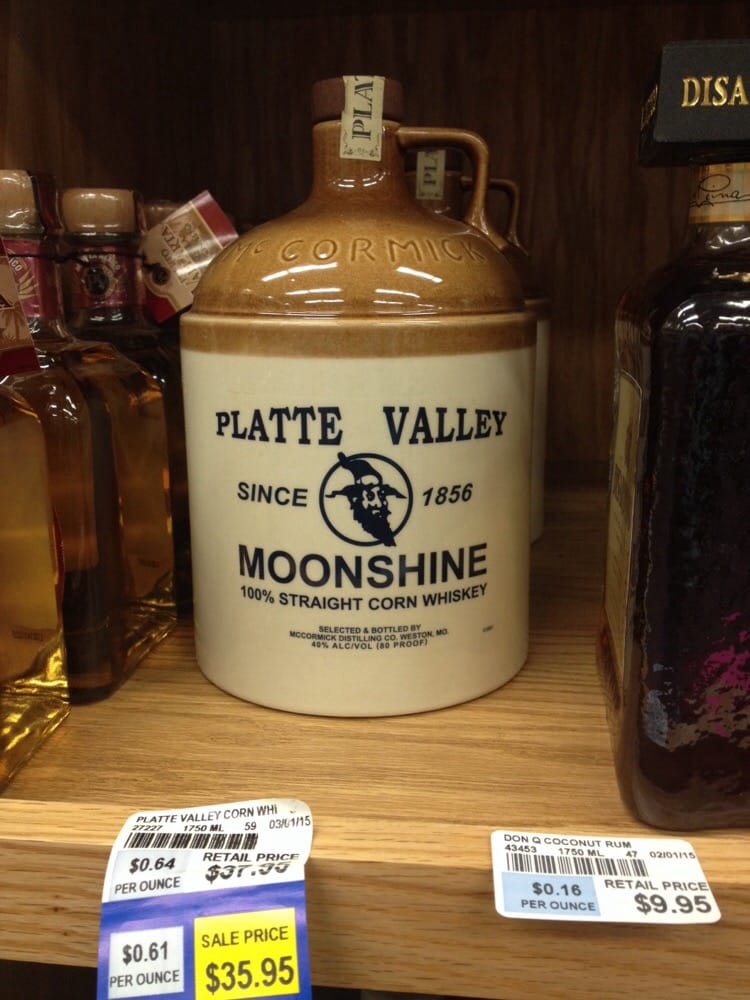 PLA
PLA
DISA
McCORMICK
PLATTE VALLEY
SINCE 1856
MOONSHINE
100% STRAIGHT CORN WHISKEY
SELECTED & BOTTLED BY
MCCORMICK DISTILLING CO. WESTON, MO.
40% ALC/VOL (80 PROOF)
PLATTE VALLEY CORN WHI
27227 1750 ML 59 03/01/15
$0.64
PER OUNCE
RETAIL PRICE
$37.95
$0.61
PER OUNCE
SALE PRICE
$35.95
DON Q COCONUT RUM
43453 1750 ML 47 02/01/15
$0.16
PER OUNCE
RETAIL PRICE
$9.95